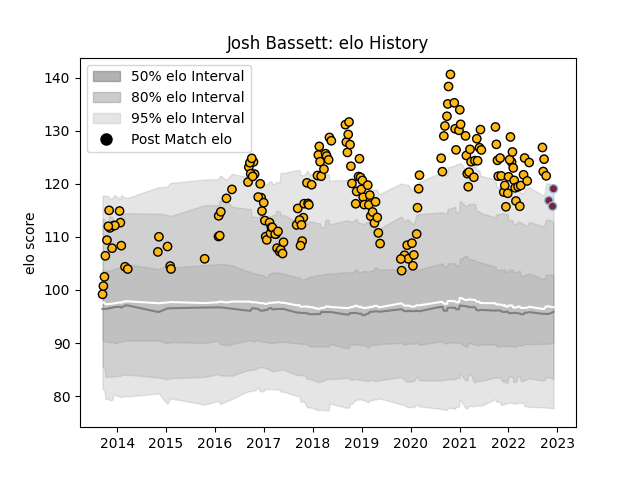 Josh Bassett: elo History
50% elo Interval
80% elo Interval
95% elo Interval
Post Match elo
elo score
140
130
120
110
100
90
80
2014 2015 2016 2017 2018 2019 2020 2021 2022 2023